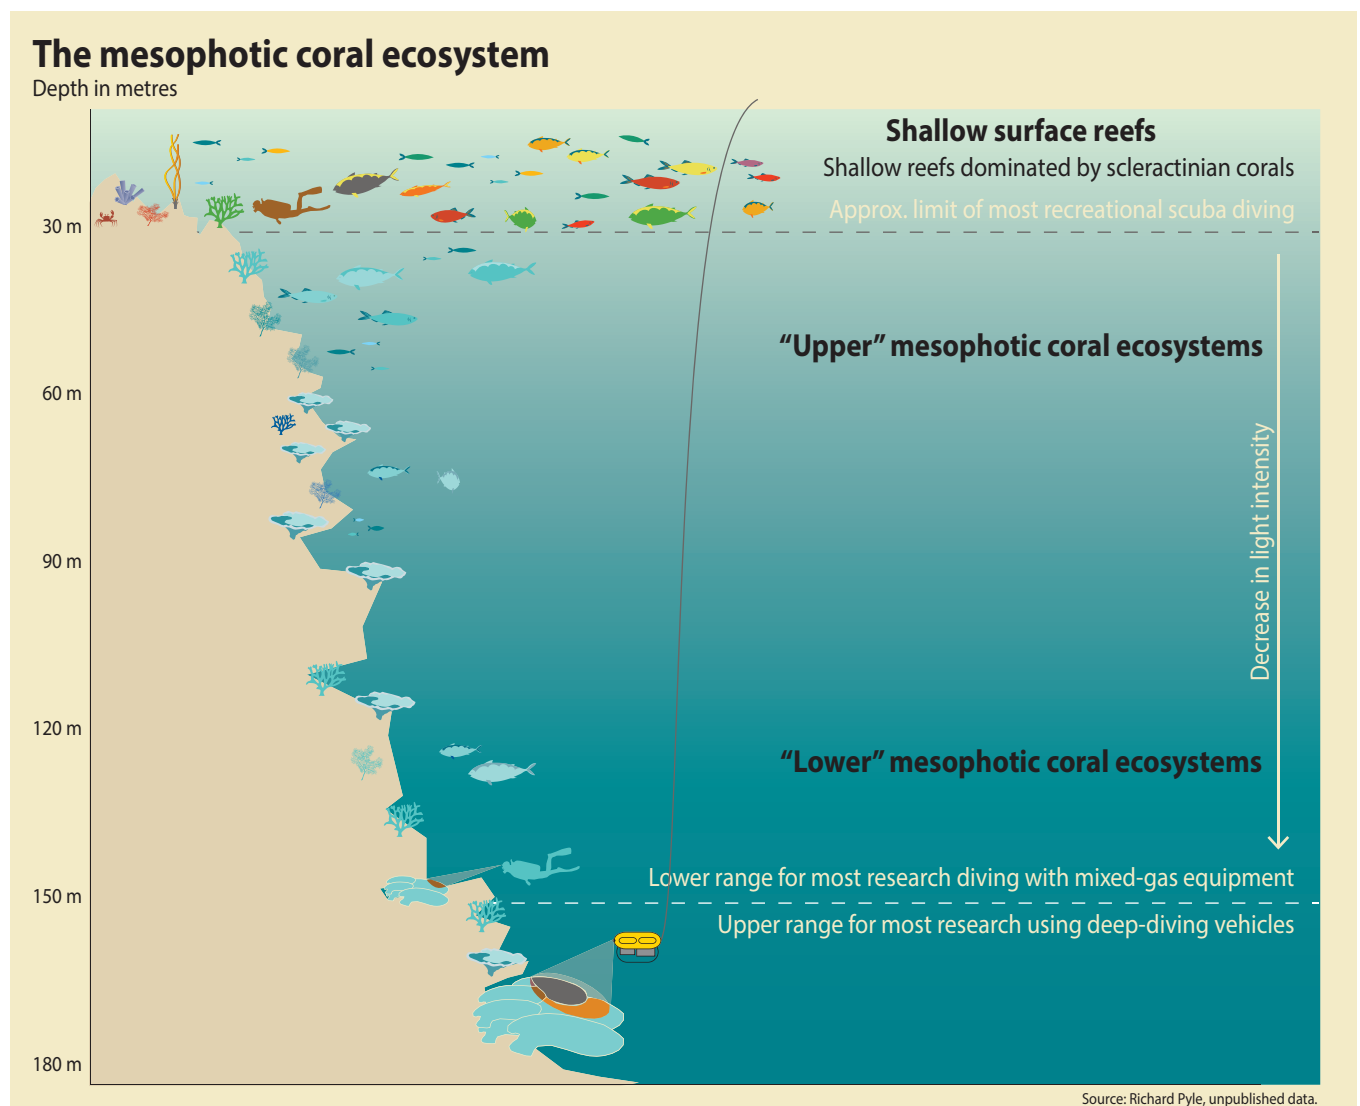 The mesophotic coral ecosystem
Depth in metres
Shallow surface reefs
Shallow reefs dominated by scleractinian corals
Approx. limit of most recreational scuba diving
30 m
“Upper” mesophotic coral ecosystems
60 m
Decrease in light intensity
90 m
120 m
“Lower” mesophotic coral ecosystems
Lower range for most research diving with mixed-gas equipment
150 m
Upper range for most research using deep-diving vehicles
180 m
Source: Richard Pyle, unpublished data.